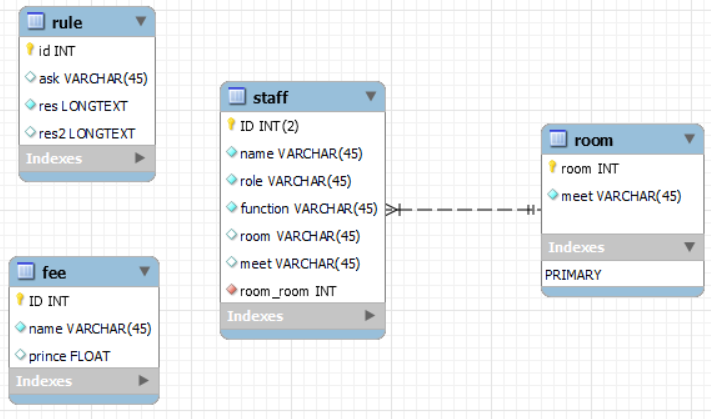 rule
id INT
ask VARCHAR(45)
res LONGTEXT
res2 LONGTEXT
Indexes
staff
ID INT(2)
name VARCHAR(45)
role VARCHAR(45)
function VARCHAR(45)
room VARCHAR(45)
meet VARCHAR(45)
room_room INT
Indexes
room
room INT
meet VARCHAR(45)
Indexes
PRIMARY
fee
ID INT
name VARCHAR(45)
prince FLOAT
Indexes